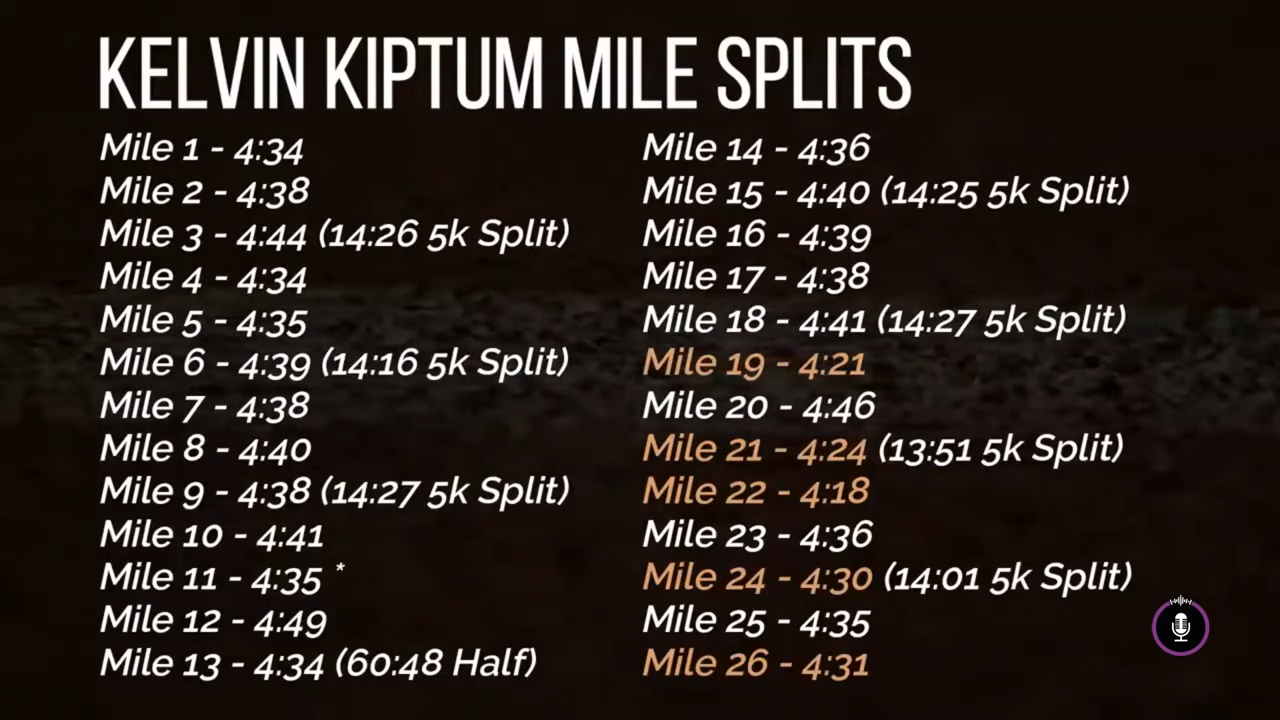 KELVIN KIPTUM MILE SPLITS
Mile 1 - 4:34
Mile 2 - 4:38
Mile 3 - 4:44 (14:26 5k Split)
Mile 4 - 4:34
Mile 5 - 4:35
Mile 6 - 4:39 (14:16 5k Split)
Mile 7 - 4:38
Mile 8 - 4:40
Mile 9 - 4:38 (14:27 5k Split)
Mile 10 - 4:41
Mile 11 - 4:35 *
Mile 12 - 4:49
Mile 13 - 4:34 (60:48 Half)
Mile 14 - 4:36
Mile 15 - 4:40 (14:25 5k Split)
Mile 16 - 4:39
Mile 17 - 4:38
Mile 18 - 4:41 (14:27 5k Split)
Mile 19 - 4:21
Mile 20 - 4:46
Mile 21 - 4:24 (13:51 5k Split)
Mile 22 - 4:18
Mile 23 - 4:36
Mile 24 - 4:30 (14:01 5k Split)
Mile 25 - 4:35
Mile 26 - 4:31